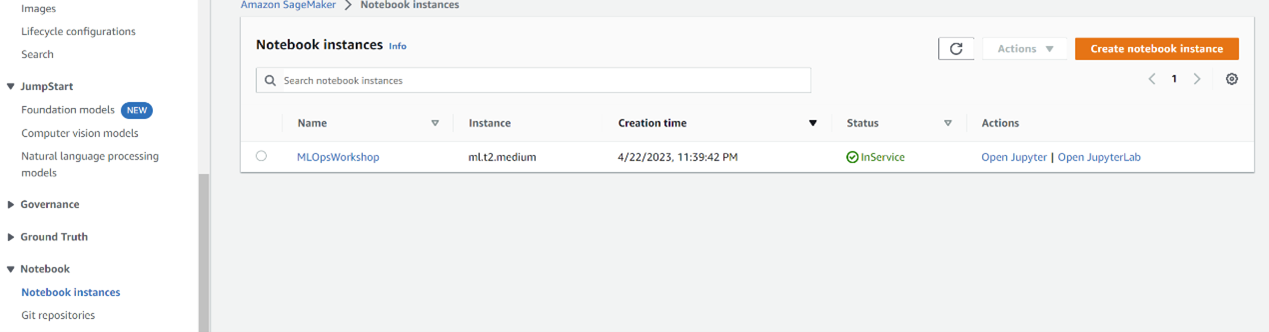 Images
Lifecycle configurations
Search
JumpStart
Foundation models NEW
Computer vision models
Natural language processing
models
Governance
Ground Truth
Notebook
Notebook instances
Git repositories
Amazon SageMaker > Notebook instances
Notebook instances Info
Actions
Create notebook instance
Search notebook instances
1
Name Instance Creation time Status Actions
MLOpsWorkshop ml.t2.medium 4/22/2023, 11:39:42 PM InService Open Jupyter | Open JupyterLab